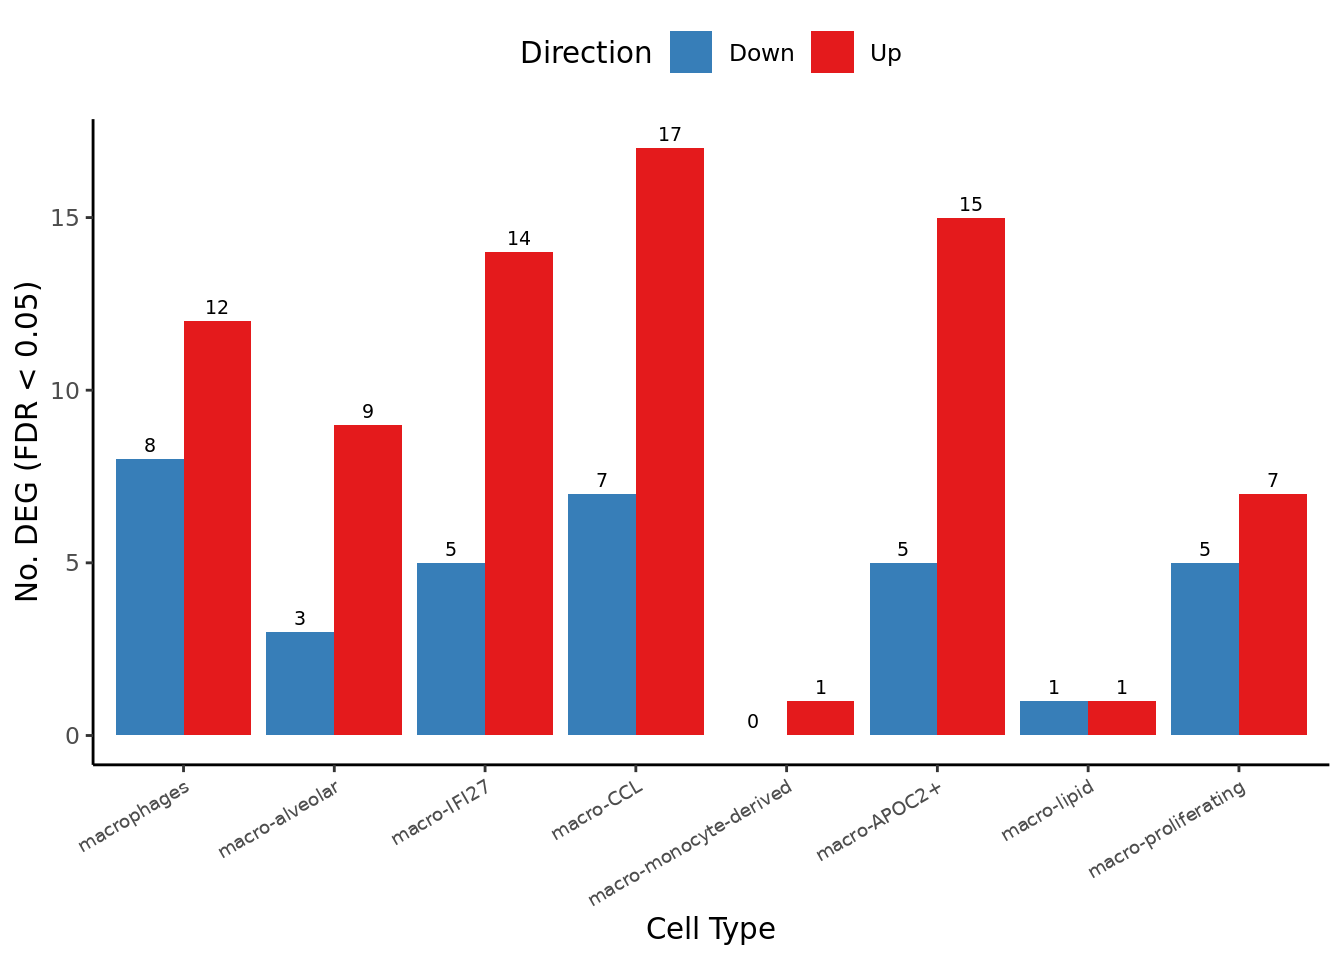 Direction Down Up
No. DEG (FDR < 0.05)
15
10
5
0
8
12
3
9
5
14
7
17
0
1
5
15
1
1
5
7
macrophages
macro-alveolar
macro-IFI27
macro-CCL
macro-monocyte-derived
macro-APOC2+
macro-lipid
macro-proliferating
Cell Type